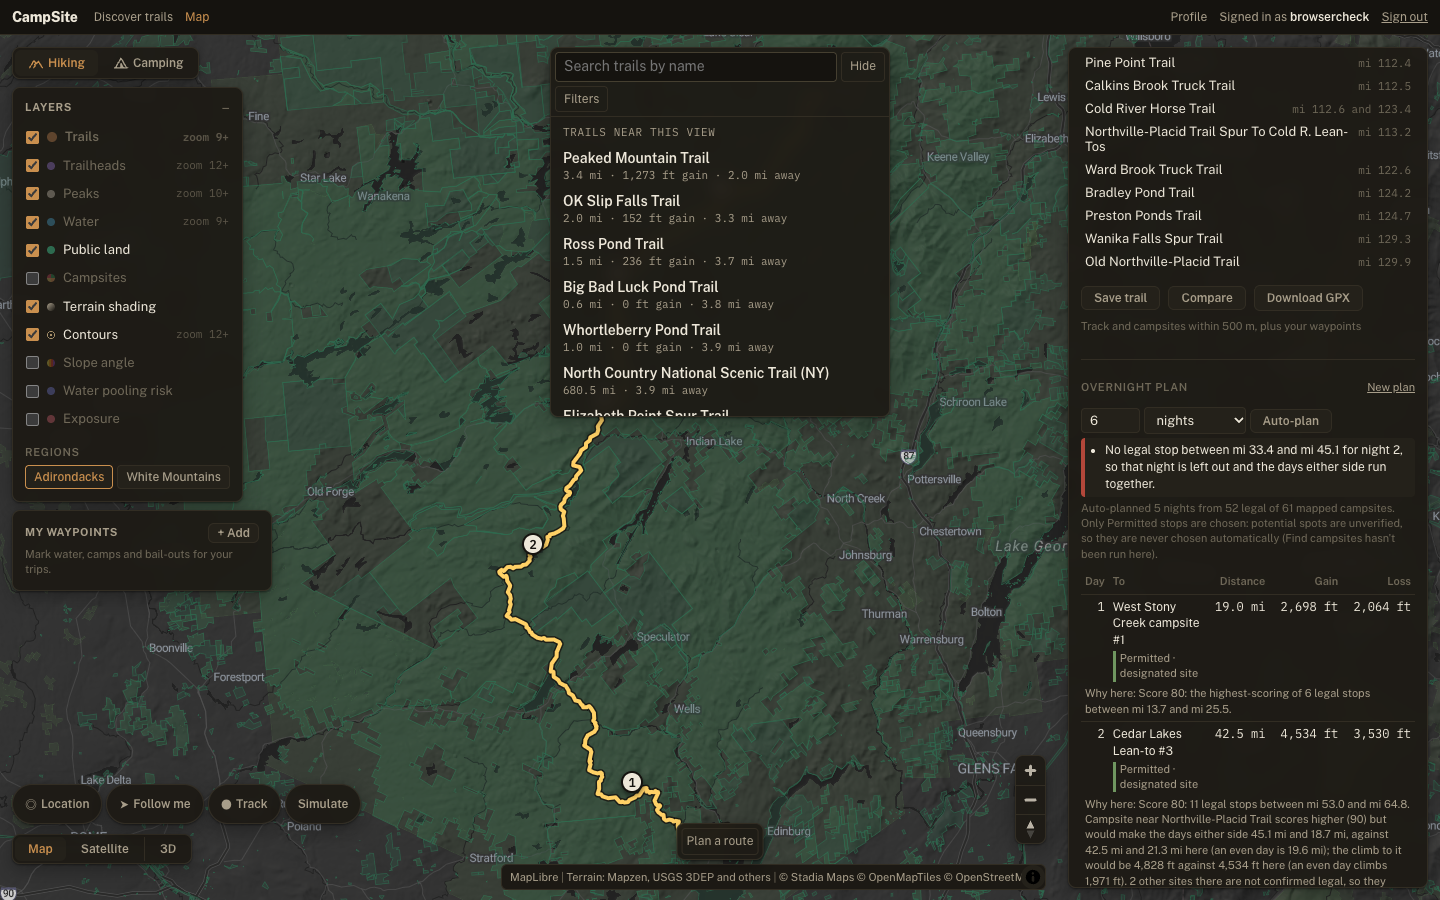 CampSite Discover trails Map Profile Signed in as browsercheck Sign out
Hiking Camping
LAYERS –
Trails zoom 9+
Trailheads zoom 12+
Peaks zoom 10+
Water zoom 9+
Public land
Campsites
Terrain shading
Contours zoom 12+
Slope angle
Water pooling risk
Exposure
REGIONS
Adirondacks White Mountains
MY WAYPOINTS + Add
Mark water, camps and bail-outs for your
trips.
Search trails by name Hide
Filters
TRAILS NEAR THIS VIEW
Peaked Mountain Trail
3.4 mi · 1,273 ft gain · 2.0 mi away
OK Slip Falls Trail
2.0 mi · 152 ft gain · 3.3 mi away
Ross Pond Trail
1.5 mi · 236 ft gain · 3.7 mi away
Big Bad Luck Pond Trail
0.6 mi · 0 ft gain · 3.8 mi away
Whortleberry Pond Trail
1.0 mi · 0 ft gain · 3.9 mi away
North Country National Scenic Trail (NY)
680.5 mi · 3.9 mi away
Elizabeth Point Spur Trail
Pine Point Trail mi 112.4
Calkins Brook Truck Trail mi 112.5
Cold River Horse Trail mi 112.6 and 123.4
Northville-Placid Trail Spur To Cold R. Lean- mi 113.2
Tos
Ward Brook Truck Trail mi 122.6
Bradley Pond Trail mi 124.2
Preston Ponds Trail mi 124.7
Wanika Falls Spur Trail mi 129.3
Old Northville-Placid Trail mi 129.9
Save trail Compare Download GPX
Track and campsites within 500 m, plus your waypoints
OVERNIGHT PLAN New plan
6 nights Auto-plan
• No legal stop between mi 33.4 and mi 45.1 for night 2,
so that night is left out and the days either side run
together.
Auto-planned 5 nights from 52 legal of 61 mapped campsites.
Only Permitted stops are chosen: potential spots are unverified,
so they are never chosen automatically (Find campsites hasn't
been run here).
Day To Distance Gain Loss
1 West Stony 19.0 mi 2,698 ft 2,064 ft
Creek campsite
#1
Permitted ·
designated site
Why here: Score 80: the highest-scoring of 6 legal stops
between mi 13.7 and mi 25.5.
2 Cedar Lakes 42.5 mi 4,534 ft 3,530 ft
Lean-to #3
Permitted ·
designated site
Why here: Score 80: 11 legal stops between mi 53.0 and mi 64.8.
Campsite near Northville-Placid Trail scores higher (90) but
would make the days either side 45.1 mi and 18.7 mi, against
42.5 mi and 21.3 mi here (an even day is 19.6 mi); the climb to it
would be 4,828 ft against 4,534 ft here (an even day climbs
1,971 ft). 2 other sites there are not confirmed legal, so they
Willsboro
Fine
Lewis
Elizabeth
Keene Valley
Star Lake
Wanakena
Schroon Lake
Indian Lake
87
Pottersville
Old Forge
North Creek
Chestertown
2
Johnsburg
Lake Geor
Thurman
Bolton
Speculator
Warrensburg
Boonville
Forestport
Wells
Queensbury
GLENS FA
Lake Delta
1
Poland
Edinburg
Stratford
90
Location Follow me Track Simulate
Map Satellite 3D
Plan a route
MapLibre | Terrain: Mapzen, USGS 3DEP and others | © Stadia Maps © OpenMapTiles © OpenStreetM